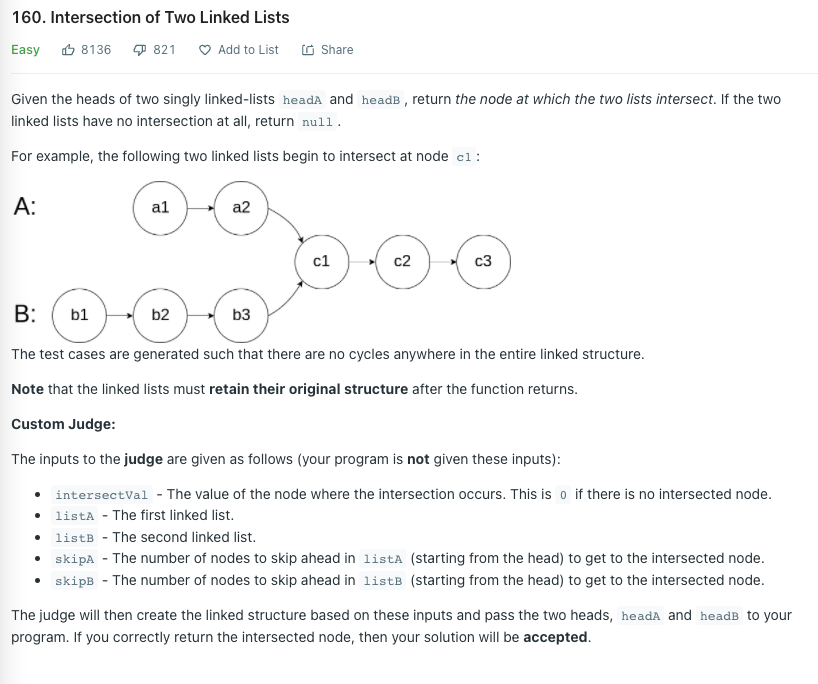 160. Intersection of Two Linked Lists
Easy 8136 821 Add to List Share
Given the heads of two singly linked-lists headA and headB , return the node at which the two lists intersect. If the two
linked lists have no intersection at all, return null .
For example, the following two linked lists begin to intersect at node c1 :
A: a1 a2
c1 c2 c3
B: b1 b2 b3
The test cases are generated such that there are no cycles anywhere in the entire linked structure.
Note that the linked lists must retain their original structure after the function returns.
Custom Judge:
The inputs to the judge are given as follows (your program is not given these inputs):
• intersectVal - The value of the node where the intersection occurs. This is 0 if there is no intersected node.
• listA - The first linked list.
• listB - The second linked list.
• skipA - The number of nodes to skip ahead in listA (starting from the head) to get to the intersected node.
• skipB - The number of nodes to skip ahead in listB (starting from the head) to get to the intersected node.
The judge will then create the linked structure based on these inputs and pass the two heads, headA and headB to your
program. If you correctly return the intersected node, then your solution will be accepted.